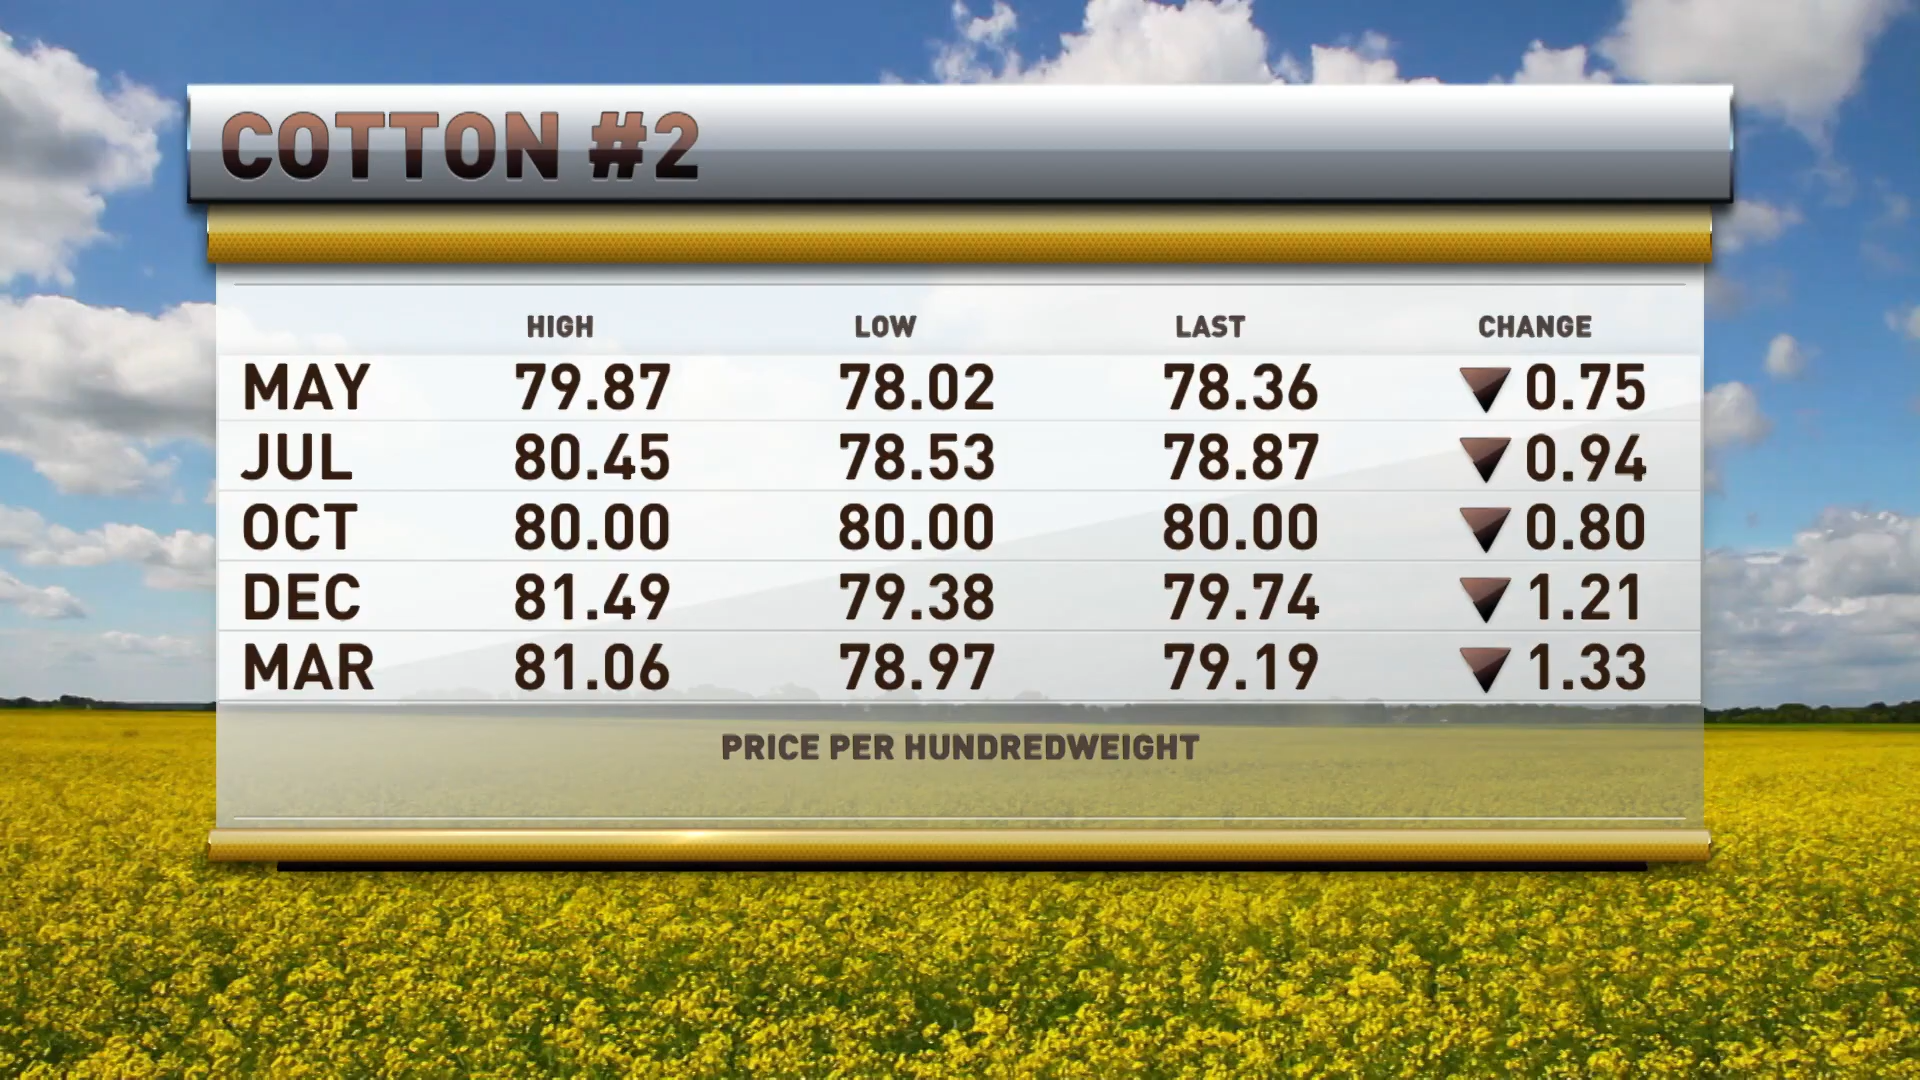 COTTON #2
HIGH LOW LAST CHANGE
MAY 79.87 78.02 78.36 ▼ 0.75
JUL 80.45 78.53 78.87 ▼ 0.94
OCT 80.00 80.00 80.00 ▼ 0.80
DEC 81.49 79.38 79.74 ▼ 1.21
MAR 81.06 78.97 79.19 ▼ 1.33
PRICE PER HUNDREDWEIGHT